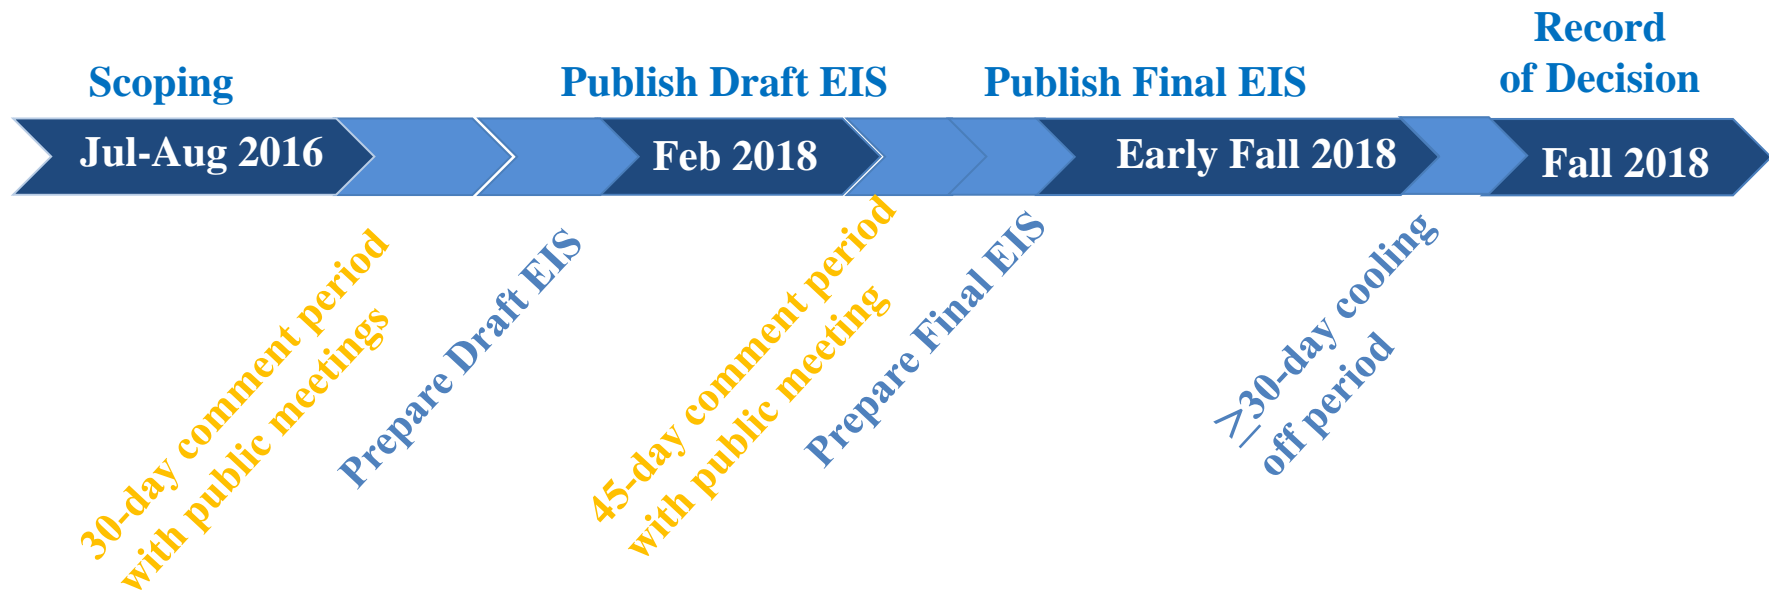 Scoping
Publish Draft EIS
Publish Final EIS
Record
of Decision
Jul-Aug 2016
Feb 2018
Early Fall 2018
Fall 2018
30-day comment period
with public meetings
Prepare Draft EIS
45-day comment period
with public meeting
Prepare Final EIS
≥30-day cooling
off period